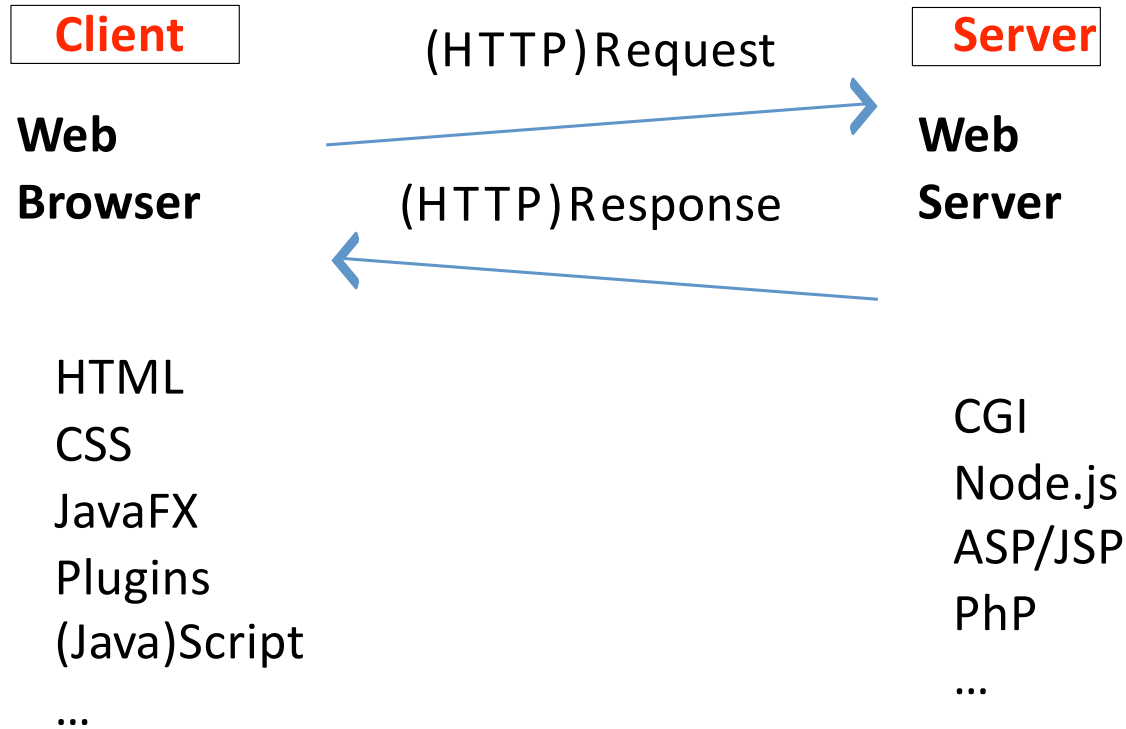 Client
(HTTP)Request
Server
Web
Browser
(HTTP)Response
Web
Server
HTML
CSS
JavaFX
Plugins
(Java)Script
...
CGI
Node.js
ASP/JSP
PhP
...